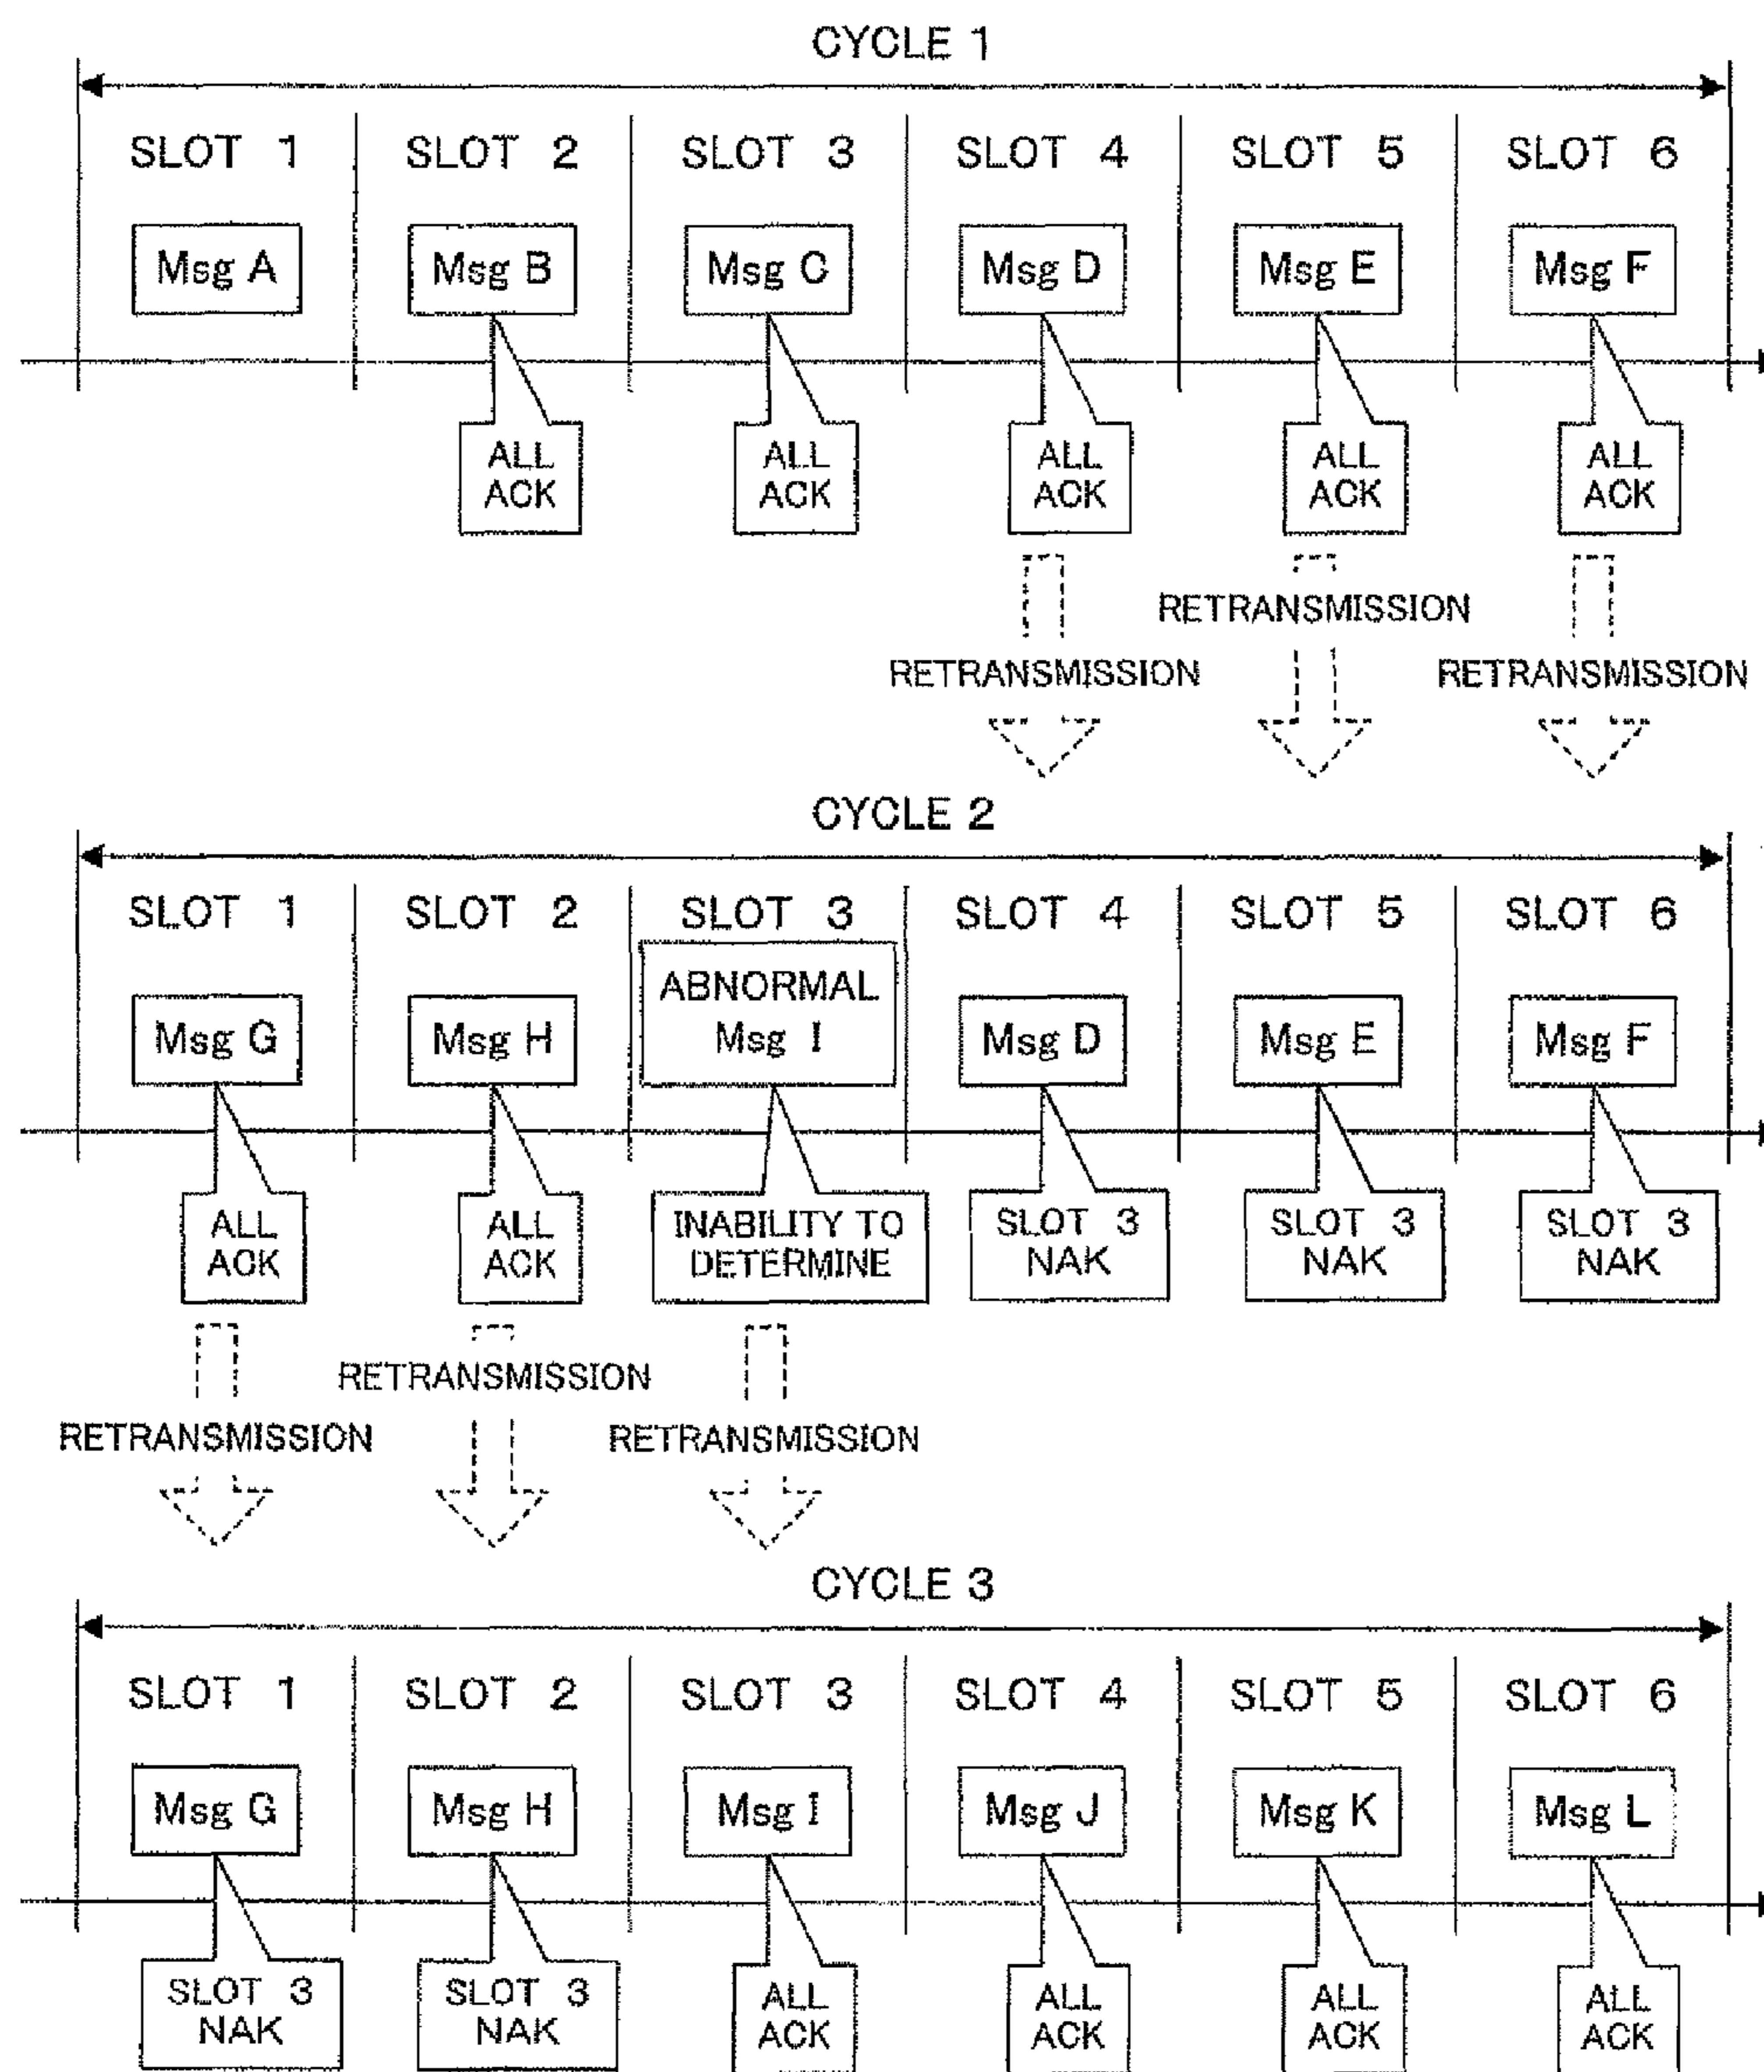 CYCLE 1
SLOT 1 SLOT 2 SLOT 3 SLOT 4 SLOT 5 SLOT 6
Msg A Msg B Msg C Msg D Msg E Msg F
ALL ALL ALL ALL ALL
ACK ACK ACK ACK ACK
RETRANSMISSION
RETRANSMISSION RETRANSMISSION
CYCLE 2
SLOT 1 SLOT 2 SLOT 3 SLOT 4 SLOT 5 SLOT 6
ABNORMAL
Msg G Msg H Msg I Msg D Msg E Msg F
ALL ALL INABILITY TO SLOT 3 SLOT 3 SLOT 3
ACK ACK DETERMINE NAK NAK NAK
RETRANSMISSION
RETRANSMISSION RETRANSMISSION
CYCLE 3
SLOT 1 SLOT 2 SLOT 3 SLOT 4 SLOT 5 SLOT 6
Msg G Msg H Msg I Msg J Msg K Msg L
SLOT 3 SLOT 3 ALL ALL ALL ALL
NAK NAK ACK ACK ACK ACK